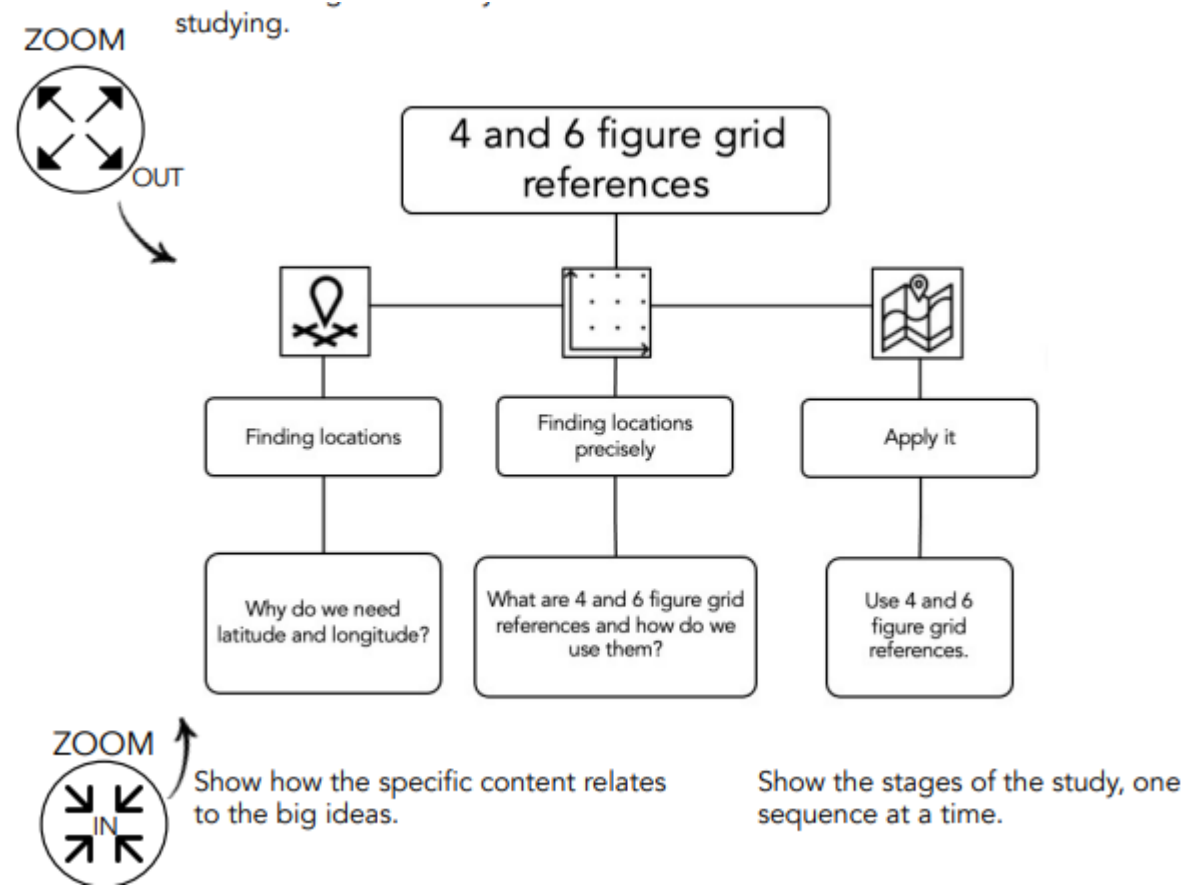 studying.
ZOOM
OUT
4 and 6 figure grid
references
Finding locations
Finding locations
precisely
Apply it
Why do we need
latitude and longitude?
What are 4 and 6 figure grid
references and how do we
use them?
Use 4 and 6
figure grid
references.
ZOOM
IN
Show how the specific content relates
to the big ideas.
Show the stages of the study, one
sequence at a time.